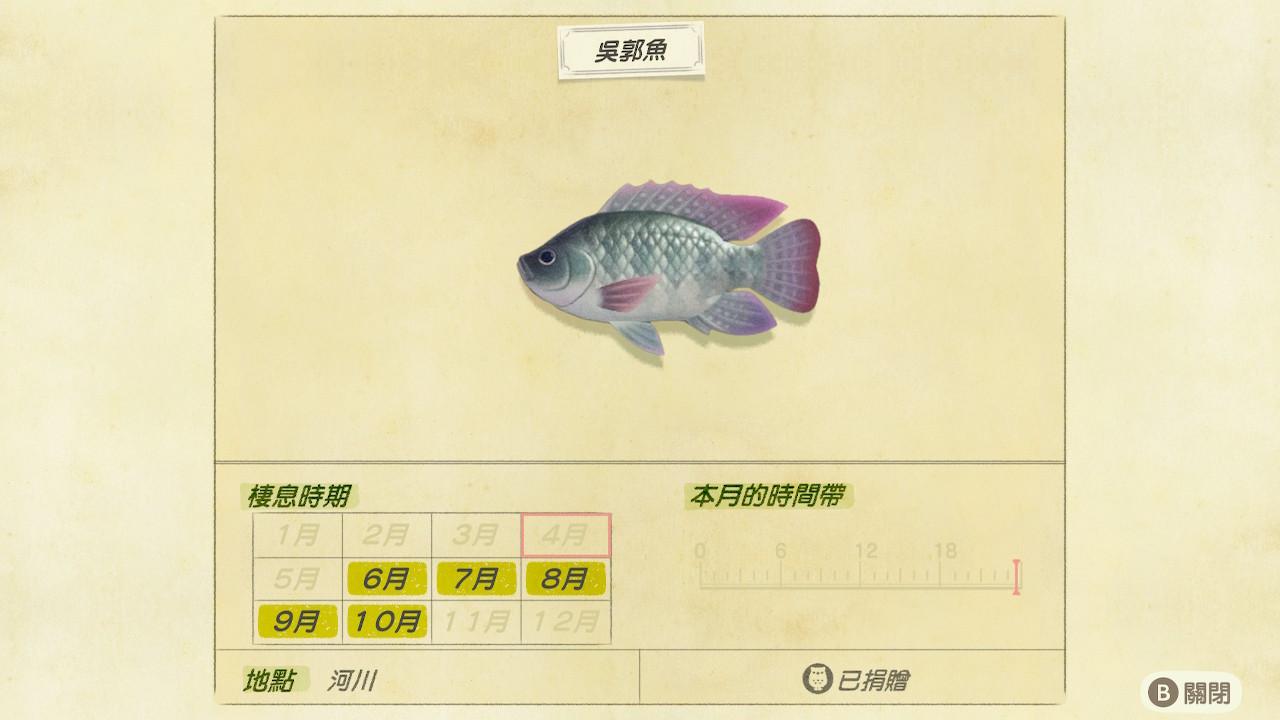 吳郭魚
棲息時期
1月 2月 3月 4月
5月 6月 7月 8月
9月 10月 11月 12月
本月的時間帶
0 6 12 18
地點 河川
已捐贈
B 關閉